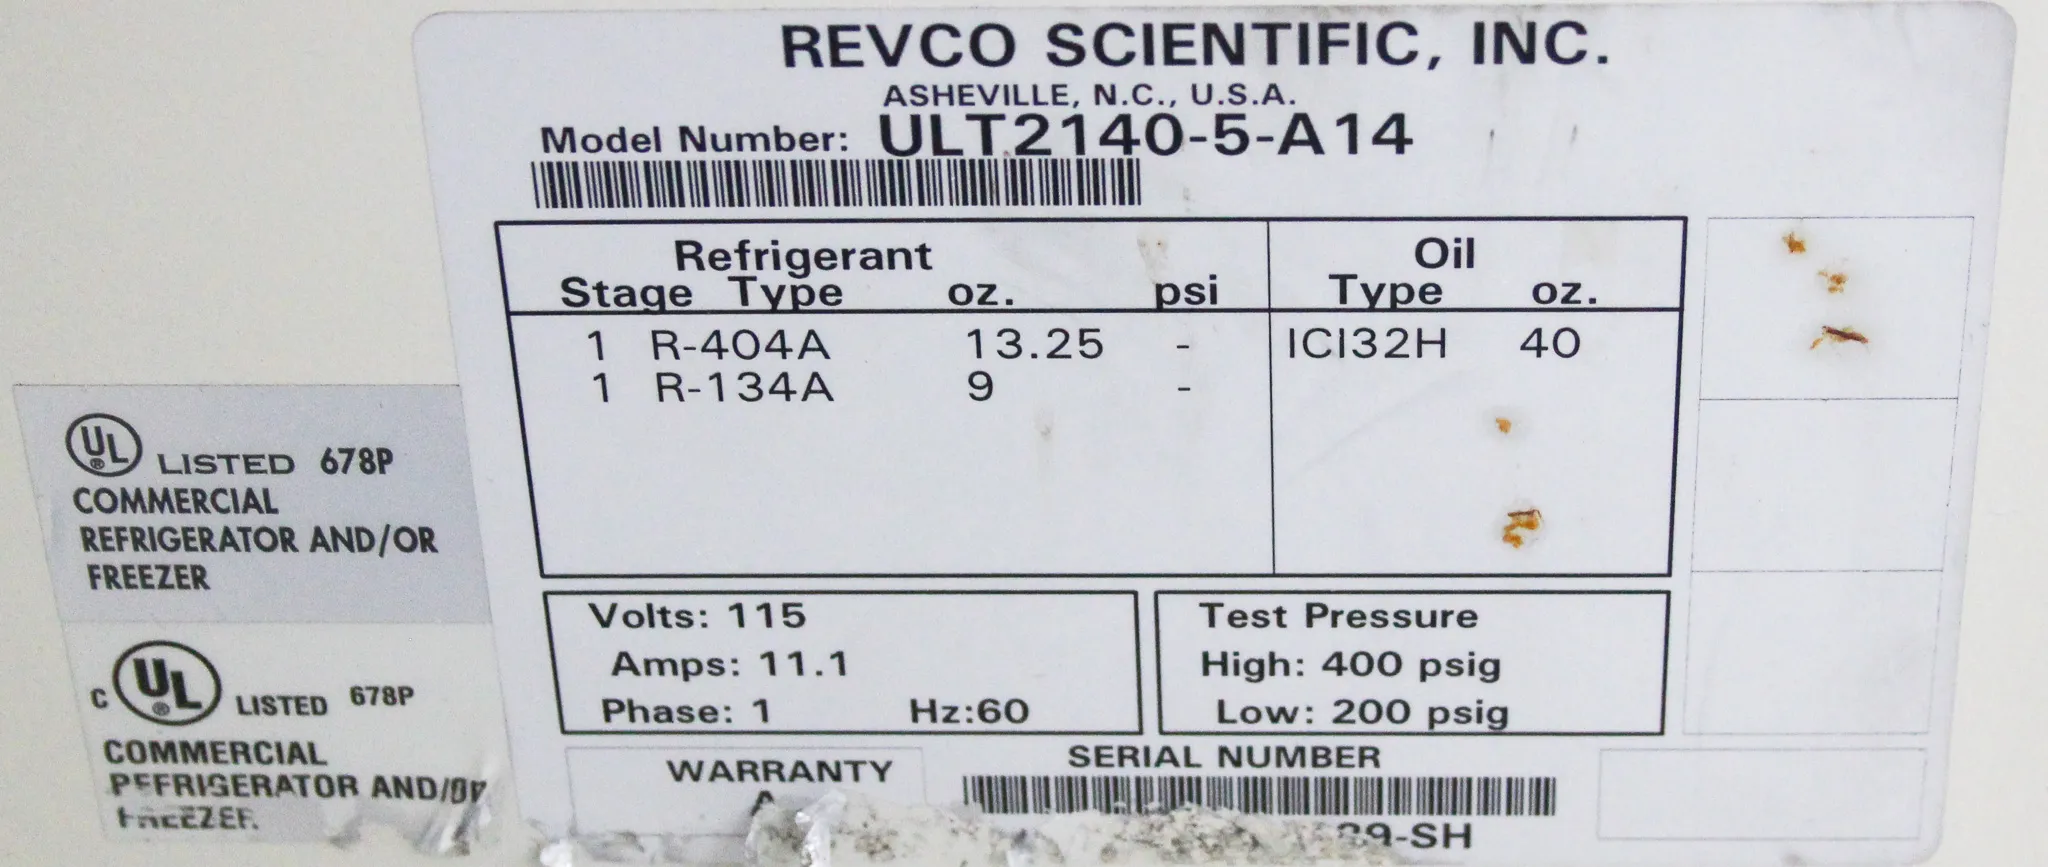 REVCO SCIENTIFIC, INC.
ASHEVILLE, N.C., U.S.A.
Model Number: ULT2140-5-A14
Refrigerant Oil
Stage Type oz. psi Type oz.
1 R-404A 13.25 - ICI32H 40
1 R-134A 9 -
Volts: 115
Amps: 11.1
Phase: 1 Hz:60
Test Pressure
High: 400 psig
Low: 200 psig
WARRANTY
SERIAL NUMBER
89-SH
UL ® LISTED 678P
COMMERCIAL
REFRIGERATOR AND/OR
FREEZER
C UL ® LISTED 678P
COMMERCIAL
REFRIGERATOR AND/OR
FREEZER